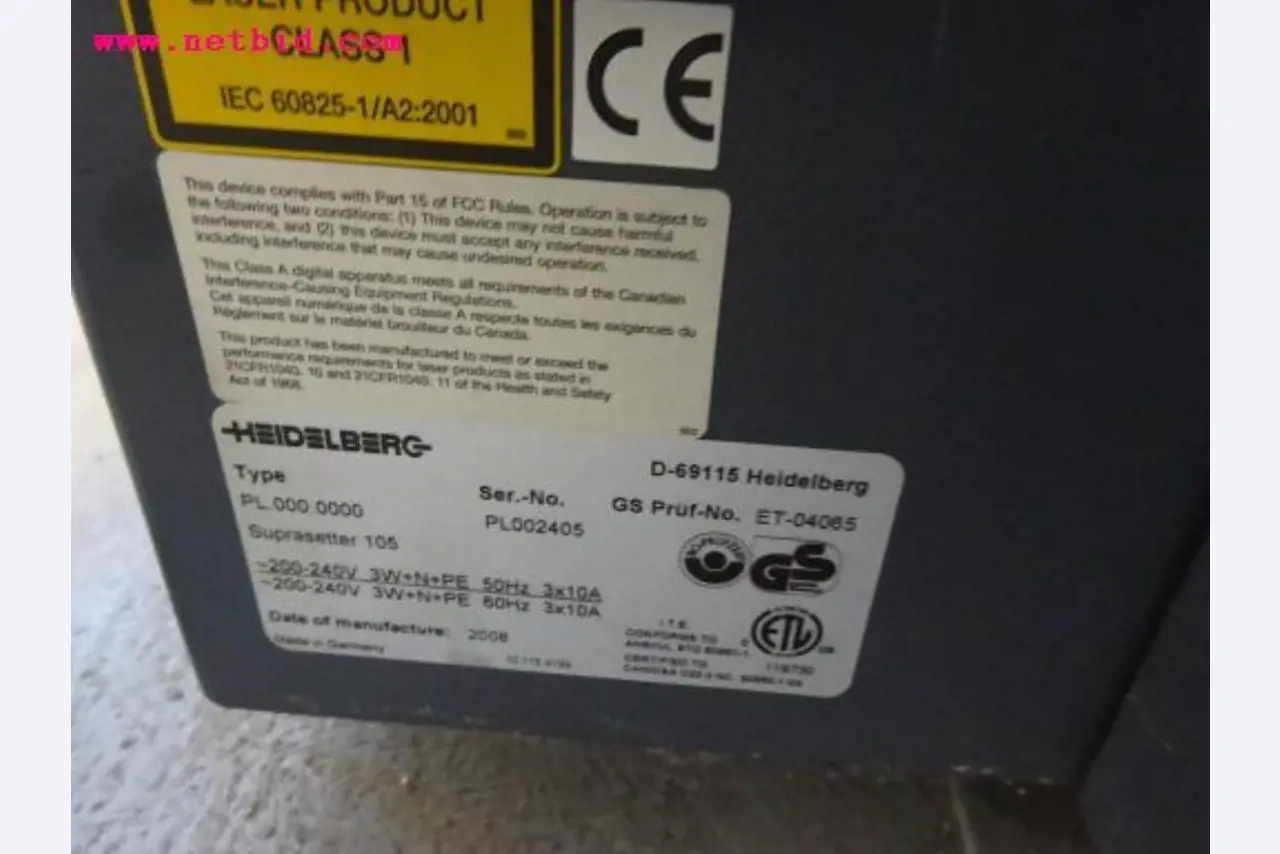 LASER PRODUCT
CLASS 1
www.netbid.com
IEC 60825-1/A2:2001
CE
This device complies with Part 15 of FCC Rules. Operation is subject to
the following two conditions: (1) This device may not cause harmful
interference, and (2) this device must accept any interference received,
including interference that may cause undesired operation.
This Class A digital apparatus meets all requirements of the Canadian
Interference-Causing Equipment Regulations.
Cet appareil numérique de la classe A respecte toutes les exigences du
Règlement sur le matériel brouilleur du Canada.
This product has been manufactured to meet or exceed the
performance requirements for laser products as stated in
21CFR1040. 10 and 21CFR1040. 11 of the Health and Safety
Act of 1968.
HEIDELBERG
D-69115 Heidelberg
Type
Ser.-No.
GS Prüf-No. ET-04065
PL.000.0000
PL002405
Suprasetter 105
GS
~200-240V 3W+N+PE 50Hz 3x10A
~200-240V 3W+N+PE 60Hz 3x10A
Date of manufacture: 2008
Made in Germany
I.T.E.
CONFORMS TO
CERTIFIED TO
C ETL US